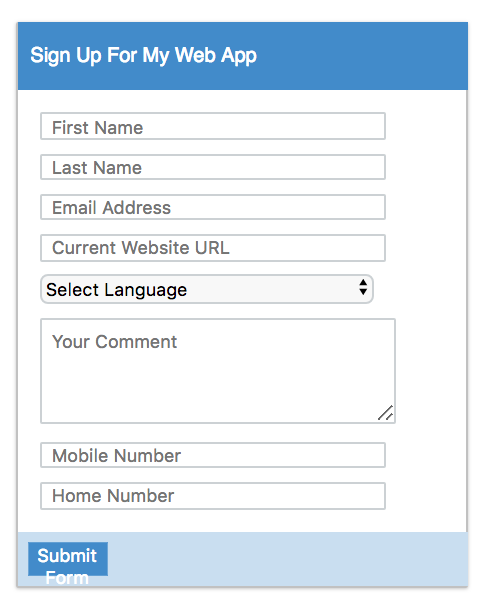 Sign Up For My Web App
First Name
Last Name
Email Address
Current Website URL
Select Language
Your Comment
Mobile Number
Home Number
Submit
Form